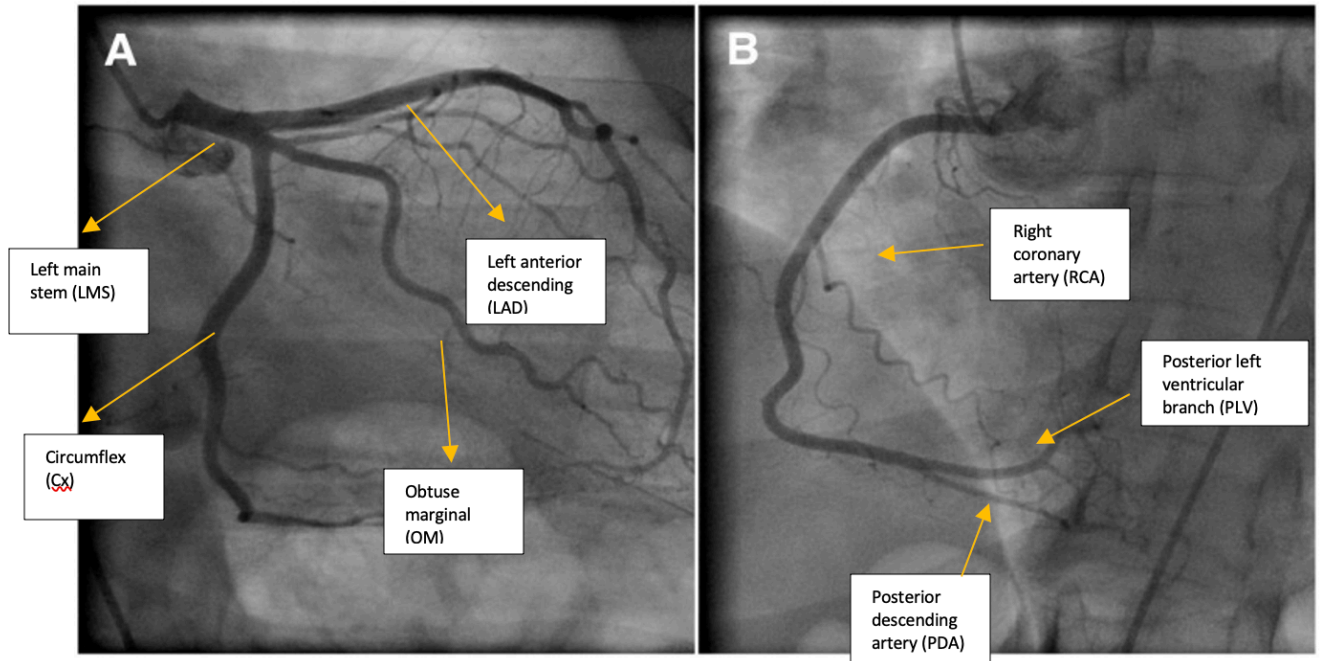 A
B
Left main
stem (LMS)
Left anterior
descending
(LAD)
Right
coronary
artery (RCA)
Circumflex
(Cx)
Obtuse
marginal
(OM)
Posterior left
ventricular
branch (PLV)
Posterior
descending
artery (PDA)